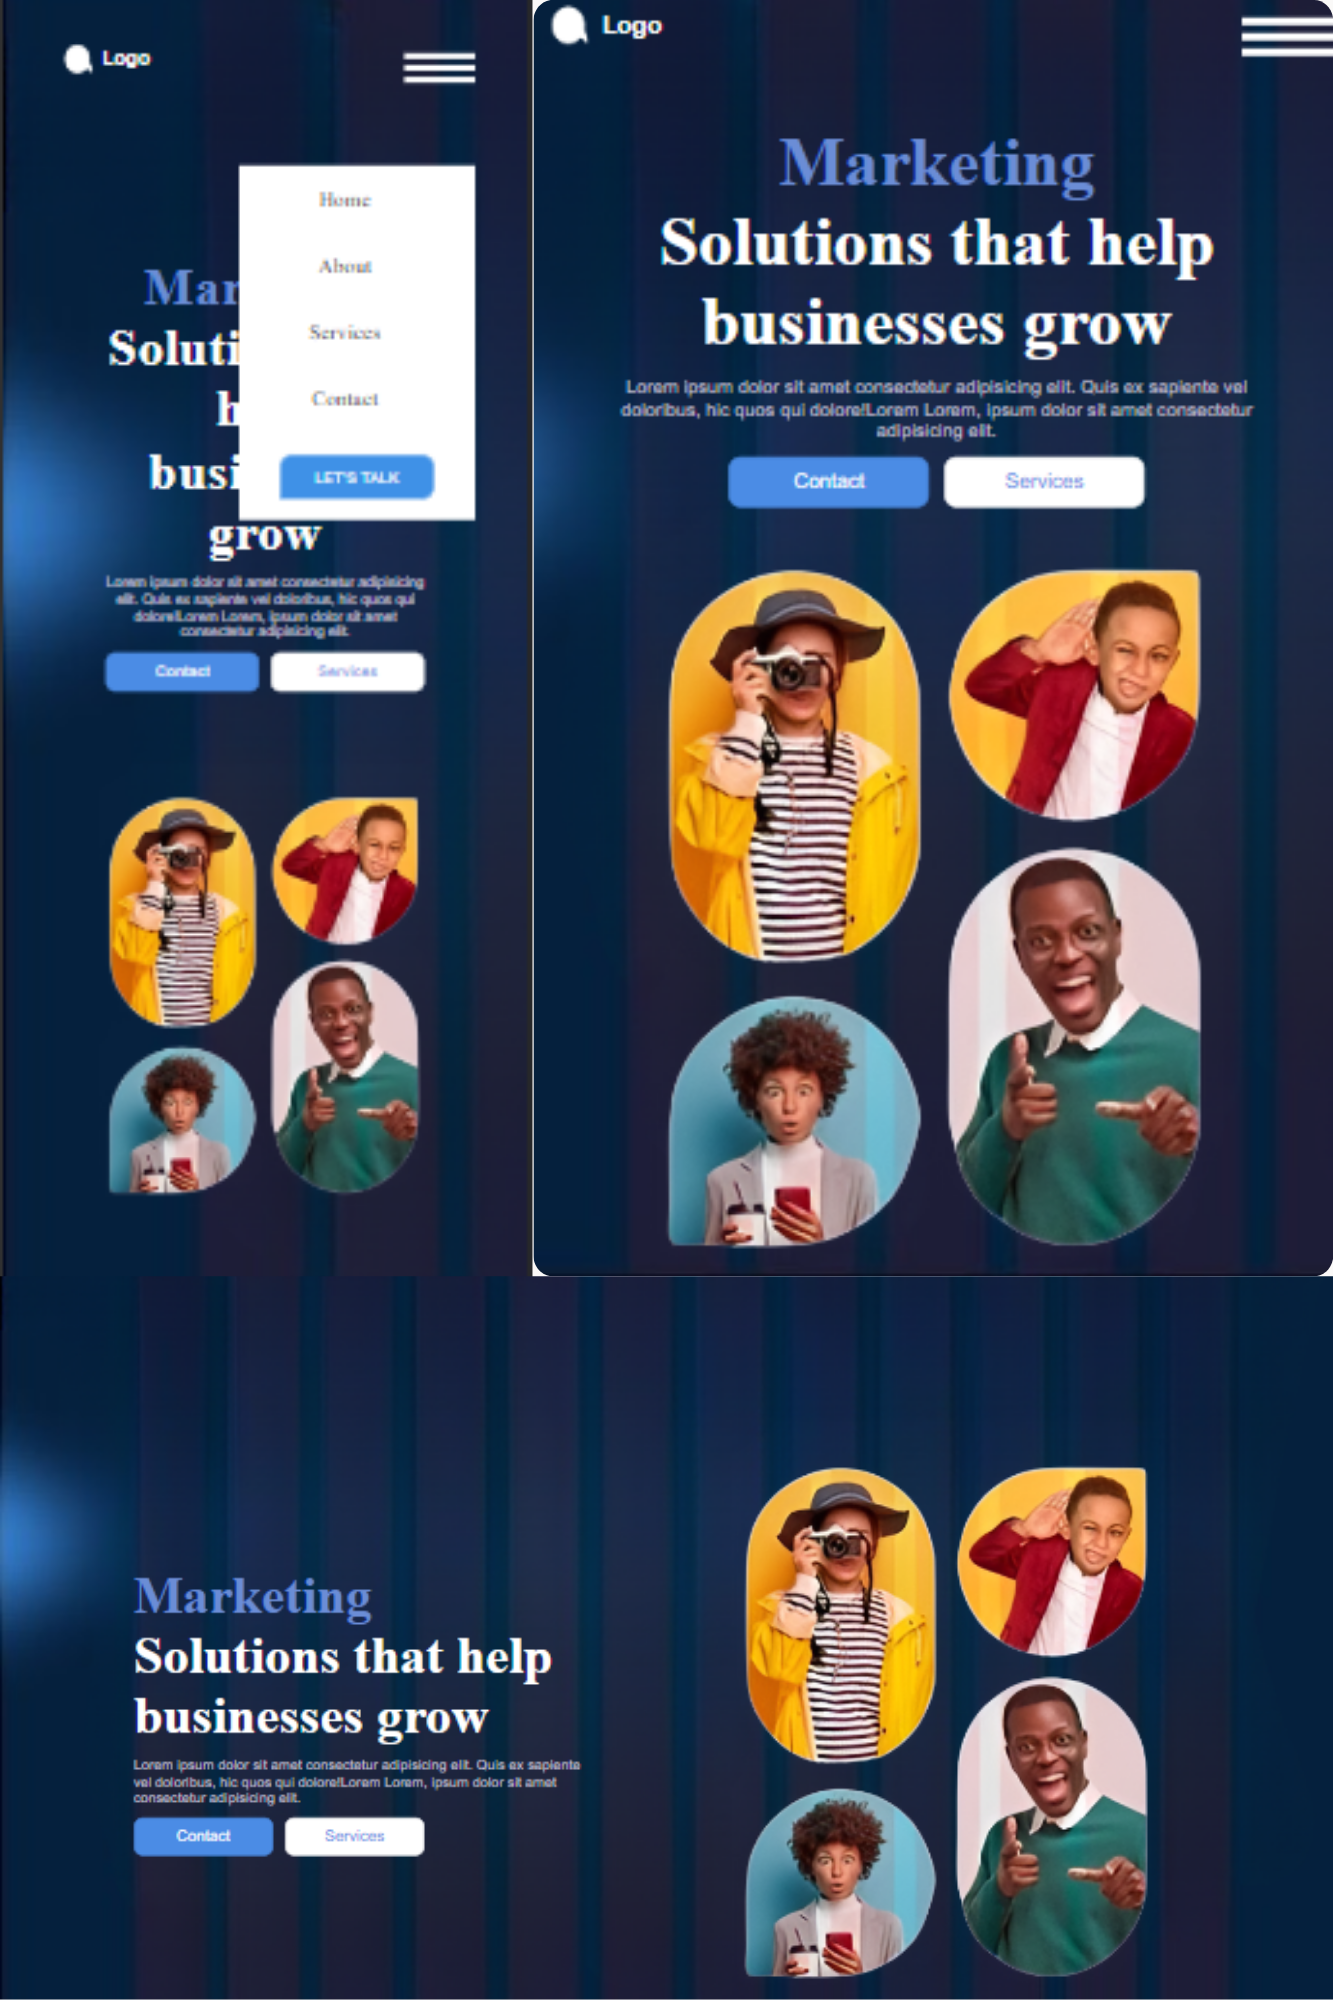 Logo
Home
About
Services
Contact
LET'S TALK
Mar
Soluti
h
busi
grow
Lorem ipsum dolor sit amet consectetur adipisicing
elit. Quis ex sapiente vel doloribus, hic quos qui
dolore!Lorem Lorem, ipsum dolor sit amet
consectetur adipisicing elit.
Contact Services
Logo
Marketing
Solutions that help
businesses grow
Lorem ipsum dolor sit amet consectetur adipisicing elit. Quis ex sapiente vel
doloribus, hic quos qui dolore!Lorem Lorem, ipsum dolor sit amet consectetur
adipisicing elit.
Contact Services
Marketing
Solutions that help
businesses grow
Lorem ipsum dolor sit amet consectetur adipisicing elit. Quis ex sapiente
vel doloribus, hic quos qui dolore!Lorem Lorem, ipsum dolor sit amet
consectetur adipisicing elit.
Contact Services